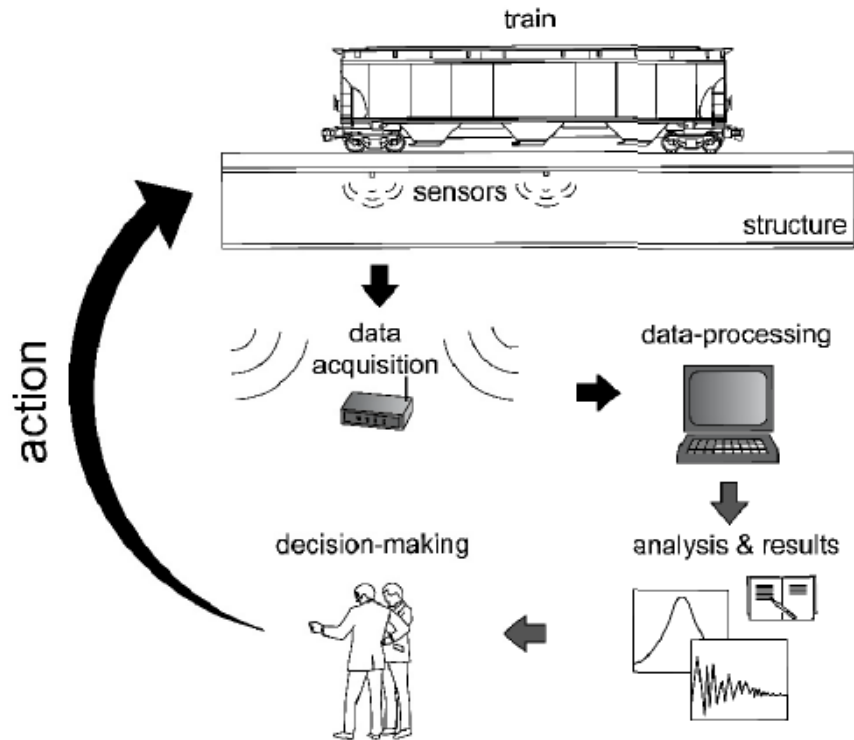 train
sensors
structure
data
acquisition
data-processing
action
decision-making
analysis & results